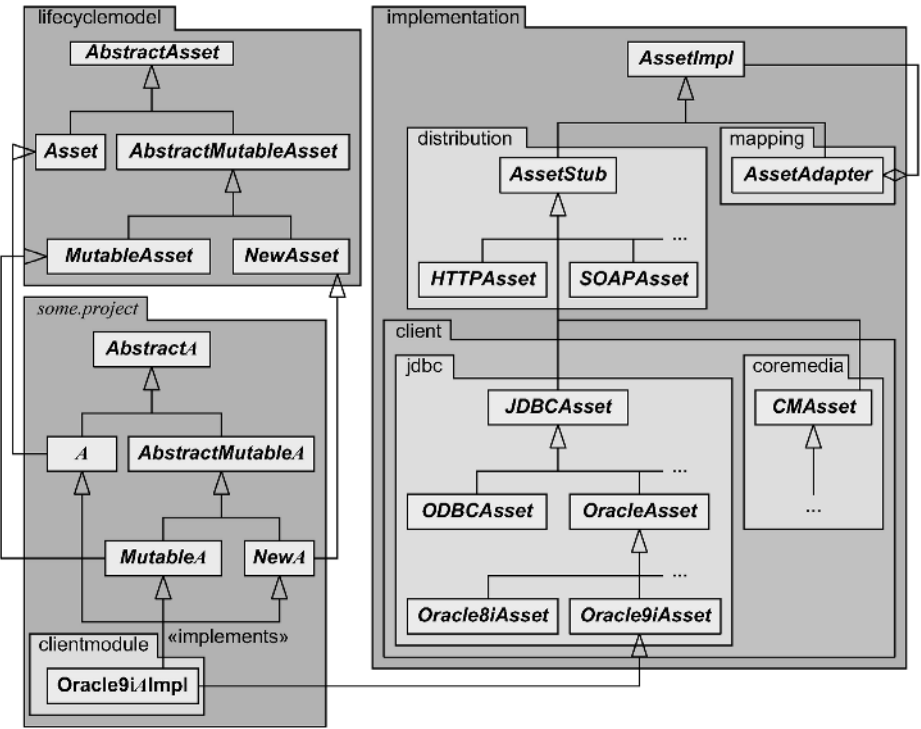 lifecyclemodel
AbstractAsset
Asset
AbstractMutableAsset
MutableAsset
NewAsset
some.project
AbstractA
A
AbstractMutableA
MutableA
NewA
«implements»
clientmodule
Oracle9iAImpl
implementation
AssetImpl
distribution
AssetStub
...
HTTPAsset
SOAPAsset
mapping
AssetAdapter
client
jdbc
JDBCAsset
...
ODBCAsset
OracleAsset
...
Oracle8iAsset
Oracle9iAsset
coremedia
CMAsset
...